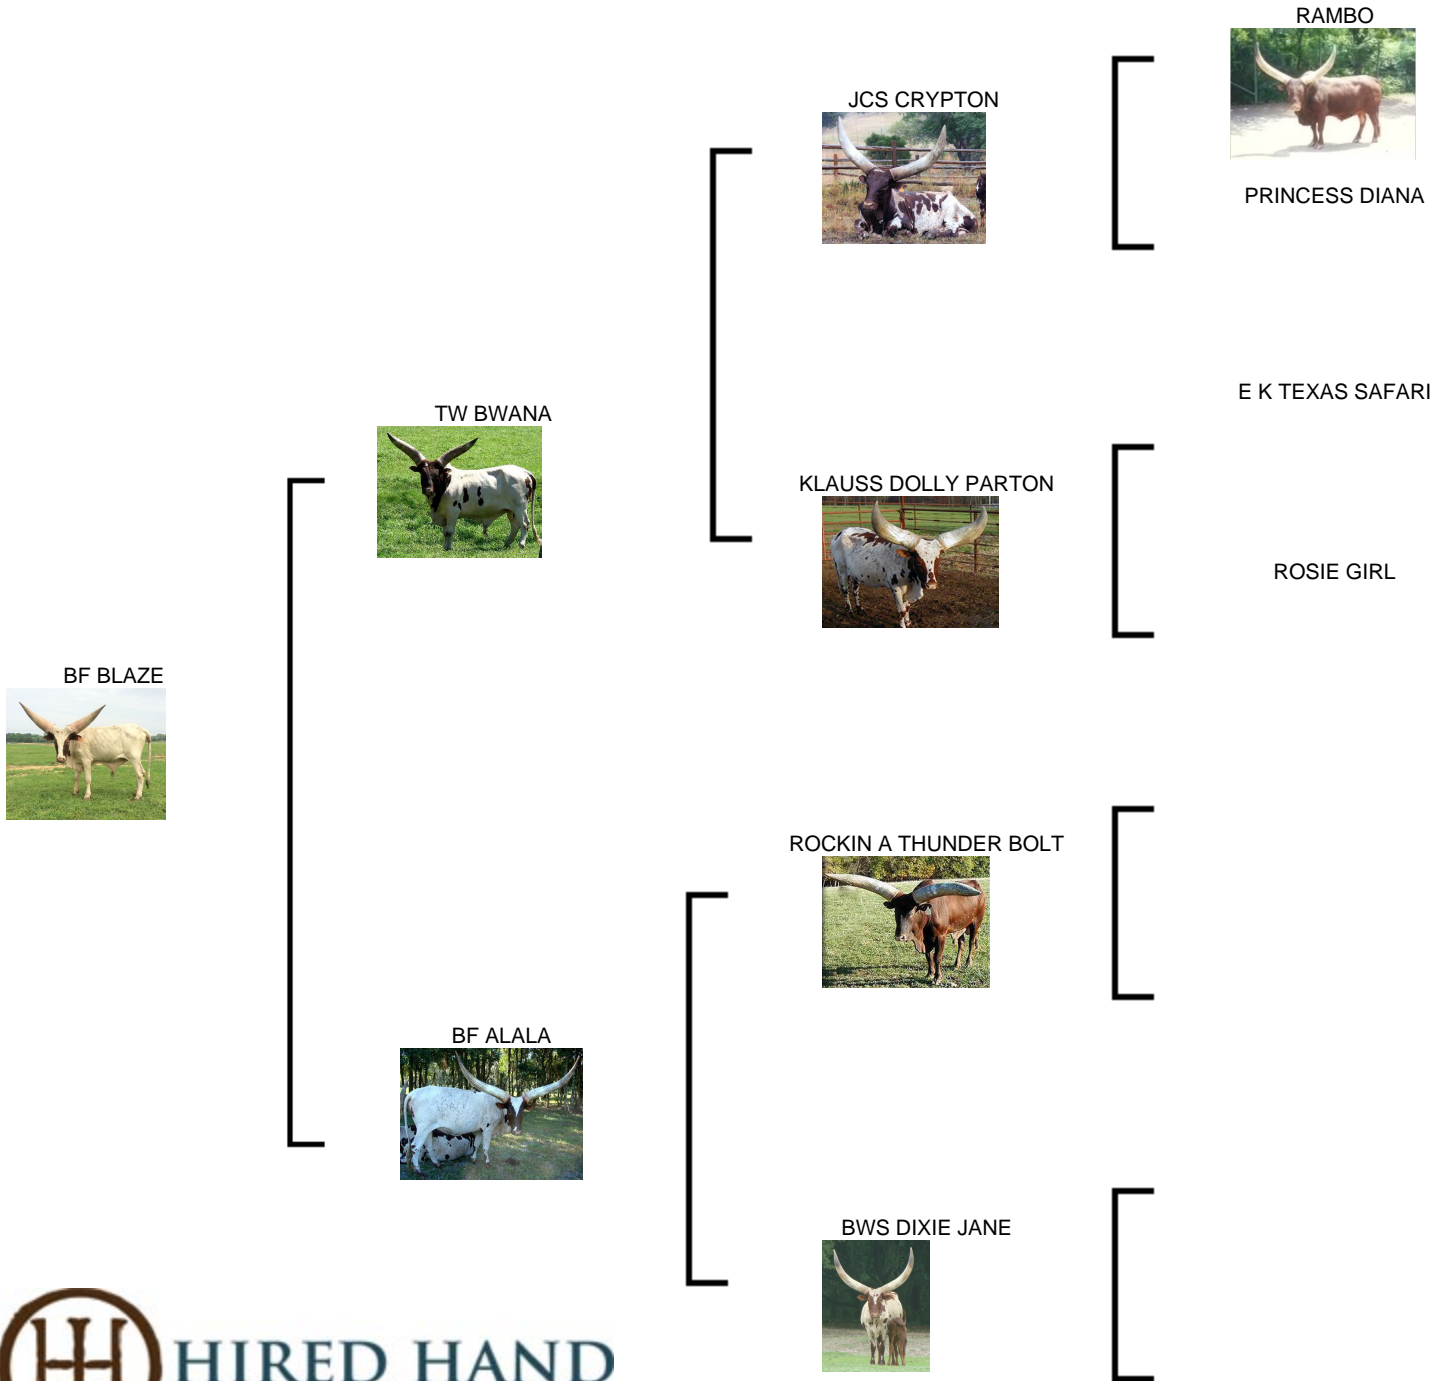 RAMBO
JCS CRYPTON
PRINCESS DIANA
E K TEXAS SAFARI
TW BWANA
KLAUSS DOLLY PARTON
ROSIE GIRL
BF BLAZE
ROCKIN A THUNDER BOLT
BF ALALA
BWS DIXIE JANE
HIRED HAND